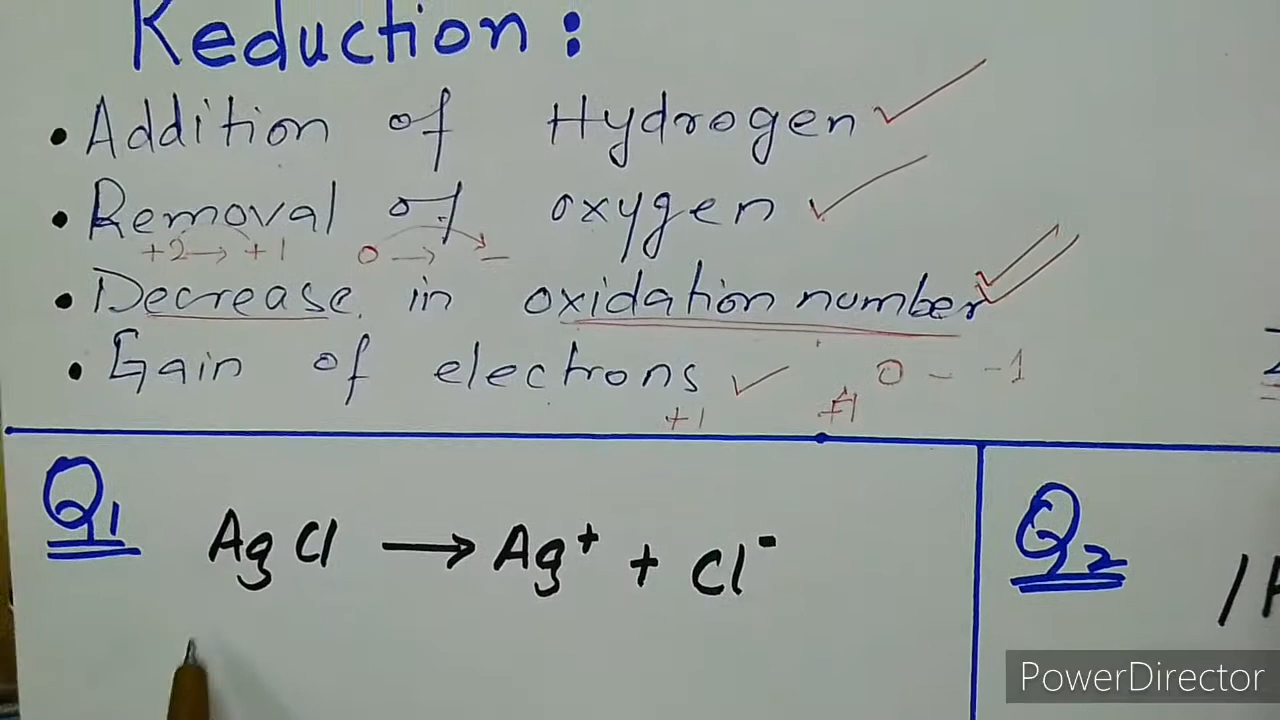 Reduction :
• Addition of Hydrogen
• Removal of oxygen
+2 → +1 0 → −
• Decrease in oxidation number
• Gain of electrons 0 − -1
+1 +1
Q1 AgCl → Ag⁺ + Cl⁻
Q2
PowerDirector